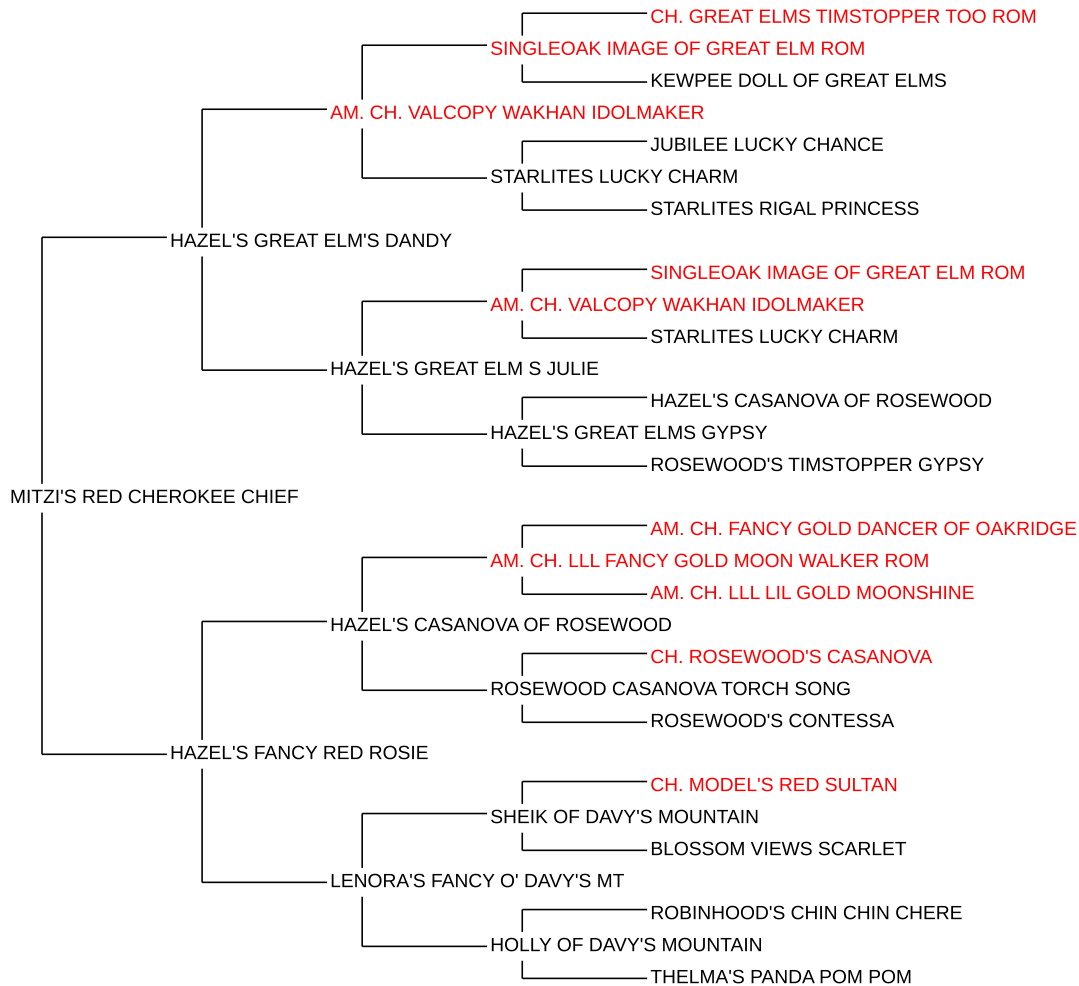 CH. GREAT ELMS TIMSTOPPER TOO ROM
SINGLEOAK IMAGE OF GREAT ELM ROM
KEWPEE DOLL OF GREAT ELMS
AM. CH. VALCOPY WAKHAN IDOLMAKER
JUBILEE LUCKY CHANCE
STARLITES LUCKY CHARM
STARLITES RIGAL PRINCESS
HAZEL'S GREAT ELM'S DANDY
SINGLEOAK IMAGE OF GREAT ELM ROM
AM. CH. VALCOPY WAKHAN IDOLMAKER
STARLITES LUCKY CHARM
HAZEL'S GREAT ELM S JULIE
HAZEL'S CASANOVA OF ROSEWOOD
HAZEL'S GREAT ELMS GYPSY
ROSEWOOD'S TIMSTOPPER GYPSY
MITZI'S RED CHEROKEE CHIEF
AM. CH. FANCY GOLD DANCER OF OAKRIDGE
AM. CH. LLL FANCY GOLD MOON WALKER ROM
AM. CH. LLL LIL GOLD MOONSHINE
HAZEL'S CASANOVA OF ROSEWOOD
CH. ROSEWOOD'S CASANOVA
ROSEWOOD CASANOVA TORCH SONG
ROSEWOOD'S CONTESSA
HAZEL'S FANCY RED ROSIE
CH. MODEL'S RED SULTAN
SHEIK OF DAVY'S MOUNTAIN
BLOSSOM VIEWS SCARLET
LENORA'S FANCY O' DAVY'S MT
ROBINHOOD'S CHIN CHIN CHERE
HOLLY OF DAVY'S MOUNTAIN
THELMA'S PANDA POM POM